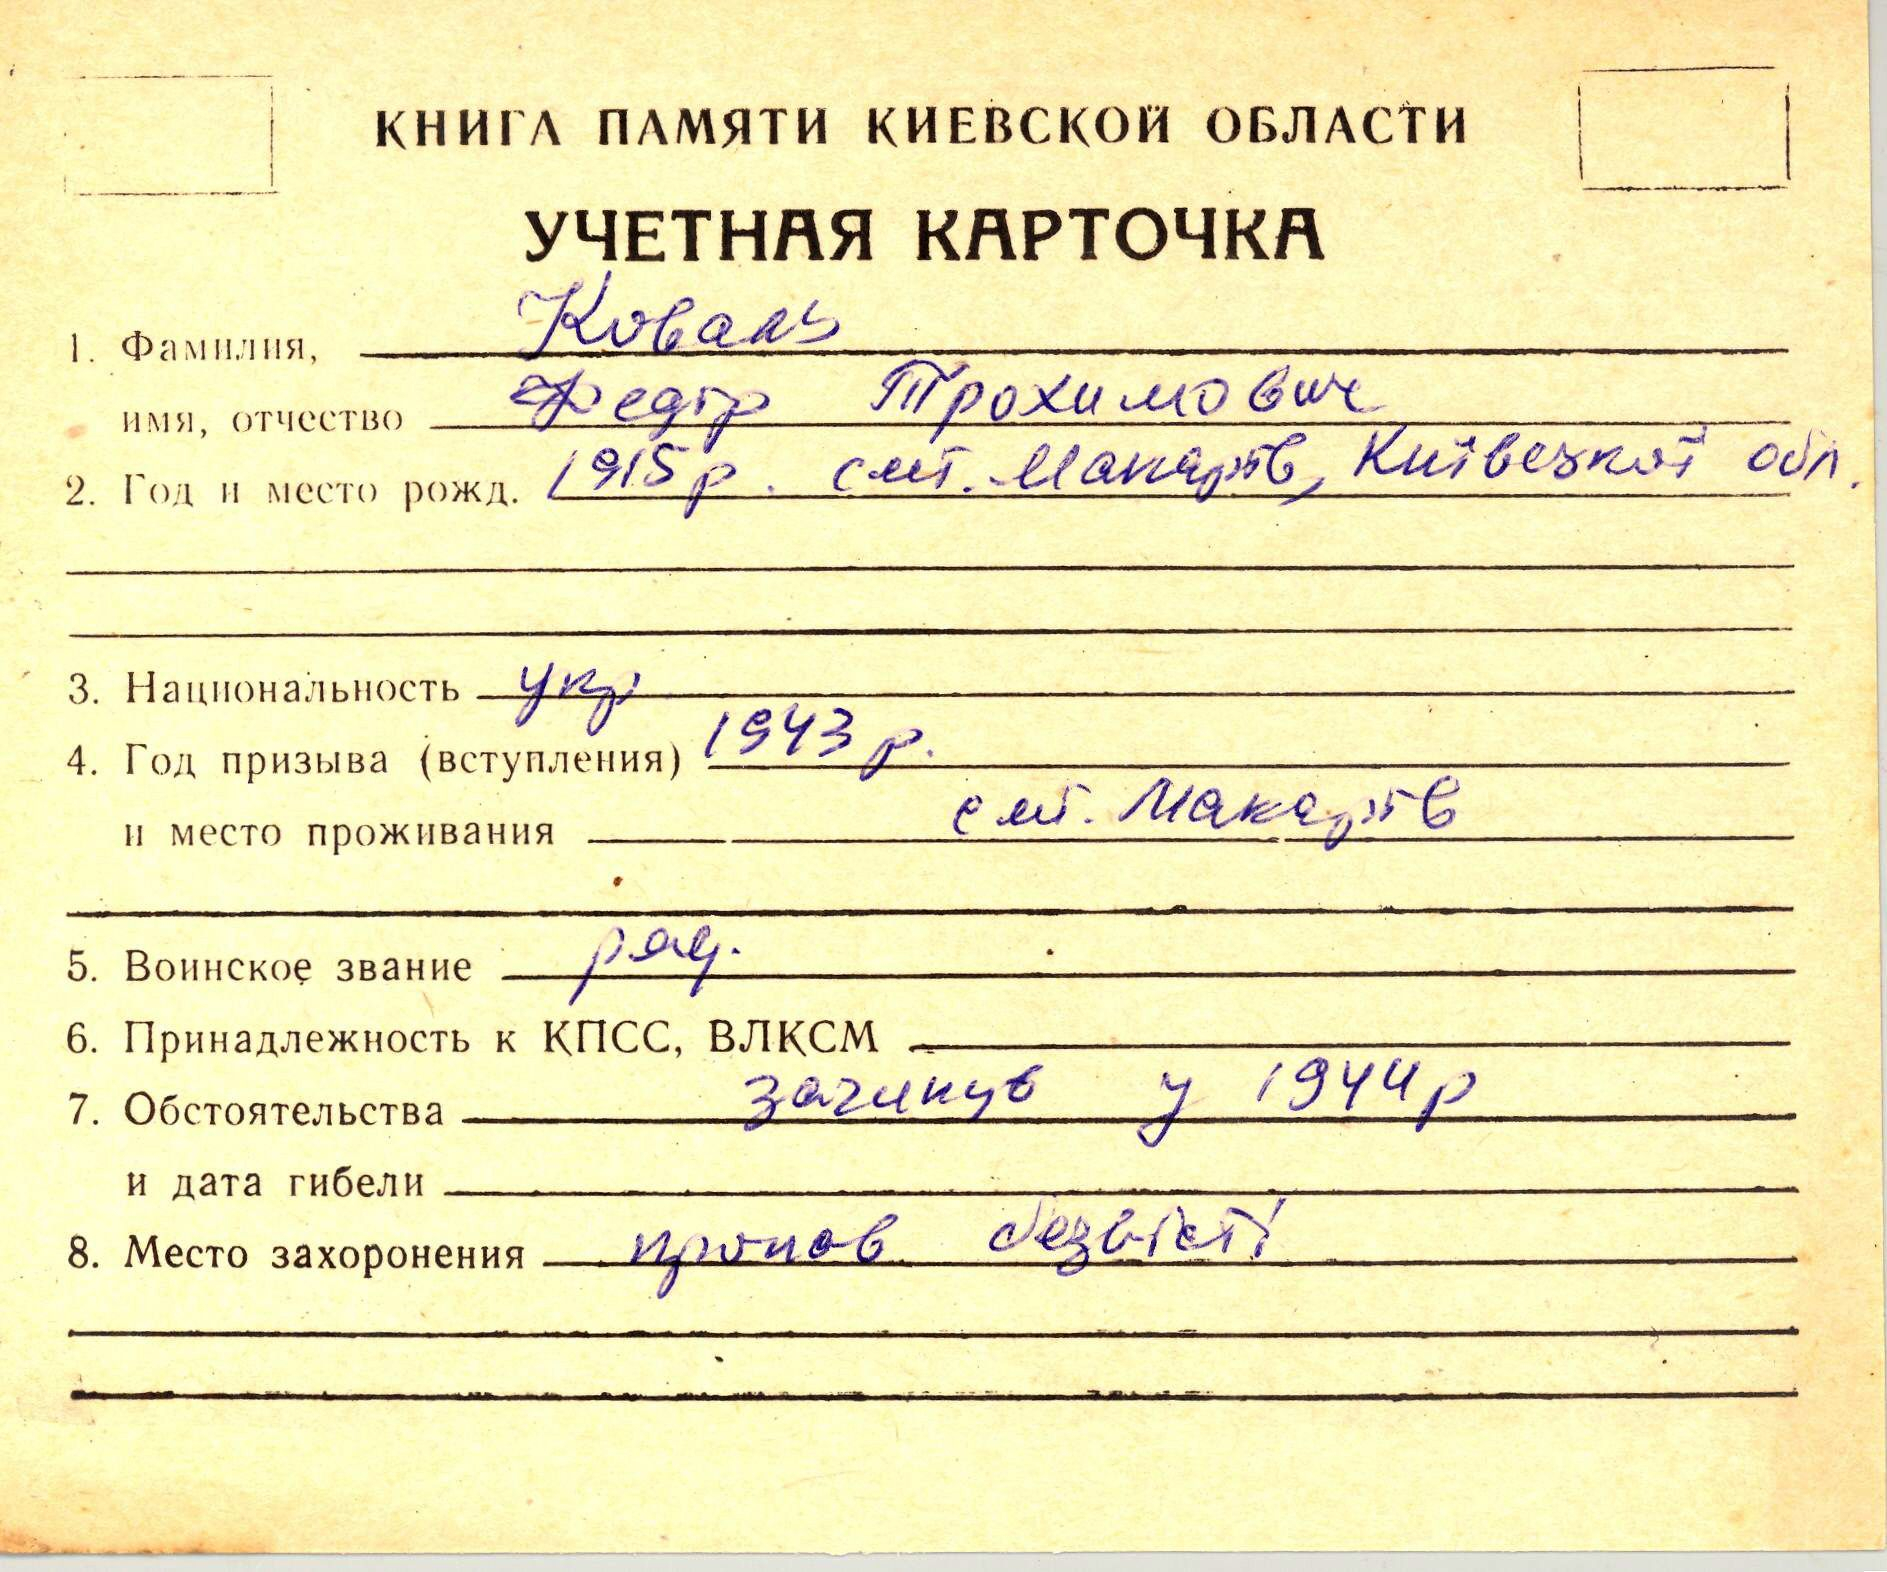 КНИГА ПАМЯТИ КИЕВСКОЙ ОБЛАСТИ
УЧЕТНАЯ КАРТОЧКА
1. Фамилия, Коваль
имя, отчество Федір Трохимович
2. Год и место рожд. 1915 р. смт. Макарів, Київської обл.
3. Национальность укр
4. Год призыва (вступления) 1943 р.
и место проживания смт. Макарів
5. Воинское звание ряд.
6. Принадлежность к КПСС, ВЛКСМ
7. Обстоятельства загинув у 1944 р
и дата гибели
8. Место захоронения пропав безвісті